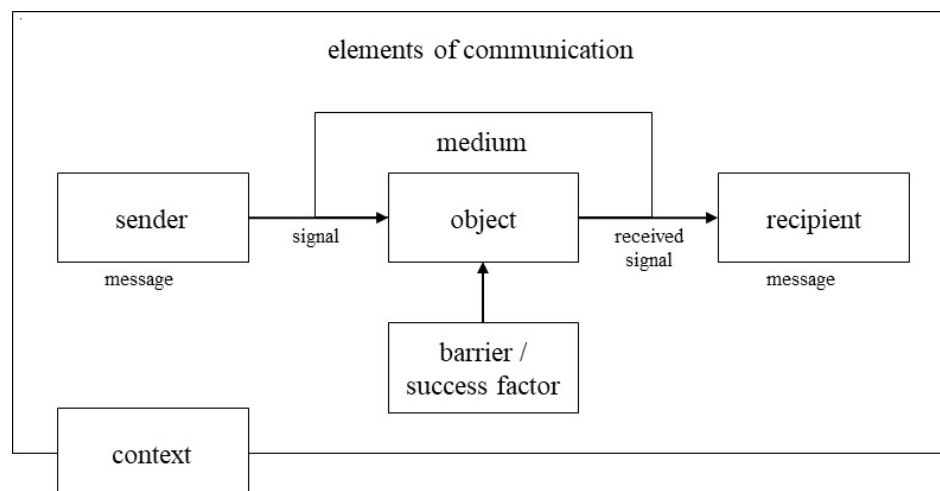 elements of communication
medium
sender
object
recipient
signal
received
signal
message
message
barrier /
success factor
context